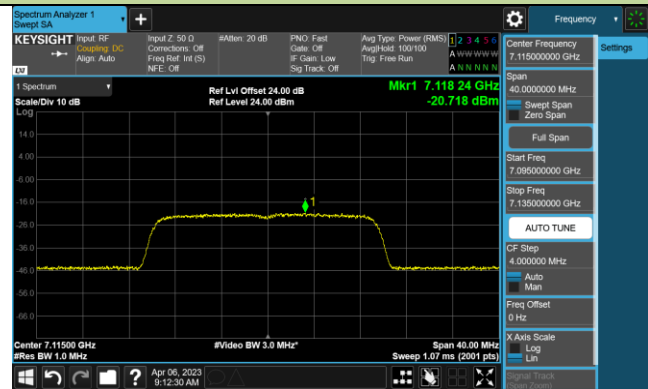 Spectrum Analyzer 1
Swept SA
Frequency
KEYSIGHT
Input: RF
Coupling: DC
Align: Auto
Input Z: 50 Ω
Corrections: Off
Freq Ref: Int (S)
NFE: Off
#Atten: 20 dB
PNO: Fast
Gate: Off
IF Gain: Low
Sig Track: Off
Avg Type: Power (RMS)
Avg|Hold: 100/100
Trig: Free Run
1 2 3 4 5 6
A W W W W W
A N N N N N
LXI
1 Spectrum
Scale/Div 10 dB
Log
Ref Lvl Offset 24.00 dB
Ref Level 24.00 dBm
Mkr1 7.118 24 GHz
-20.718 dBm
14.0
4.00
-6.00
-16.0
-26.0
-36.0
-46.0
-56.0
-66.0
1
Center 7.11500 GHz
#Res BW 1.0 MHz
#Video BW 3.0 MHz*
Span 40.00 MHz
Sweep 1.07 ms (2001 pts)
Center Frequency
7.115000000 GHz
Settings
Span
40.0000000 MHz
Swept Span
Zero Span
Full Span
Start Freq
7.095000000 GHz
Stop Freq
7.135000000 GHz
AUTO TUNE
CF Step
4.000000 MHz
Auto
Man
Freq Offset
0 Hz
X Axis Scale
Log
Lin
Signal Track
(Span Zoom)
Apr 06, 2023
9:12:30 AM